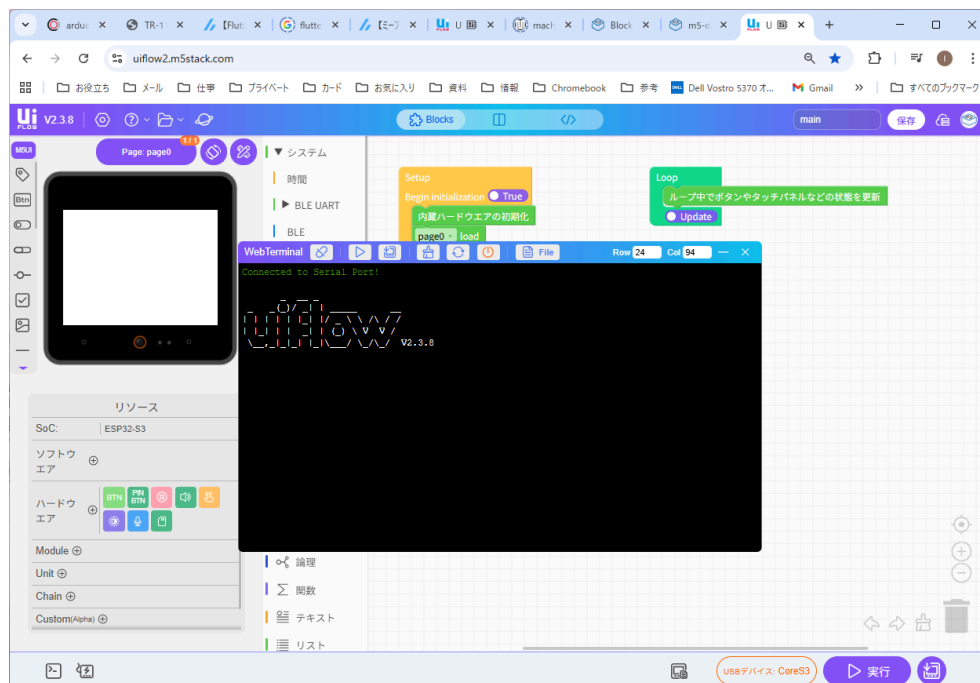 arduc
TR-1
【Flutt
flutte
【ミーフ
U
mach
Block
m5-d
U
uiflow2.m5stack.com
お役立ち
メール
仕事
プライベート
カード
お気に入り
資料
情報
Chromebook
参考
Dell Vostro 5370 オ...
Gmail
»
すべてのブックマーク
Ui FLOW
V2.3.8
Blocks
</>
main
保存
M5UI
Page: page0
1/1
Btn
システム
時間
BLE UART
BLE
Setup
Begin initialization True
内蔵ハードウエアの初期化
page0 load
Loop
ループ中でボタンやタッチパネルなどの状態を更新
Update
WebTerminal
File
Row 24
Col 94
Connected to Serial Port!
uiflow
V2.3.8
リソース
SoC:
ESP32-S3
ソフトウ
エア
ハードウ
エア
BTN
PIN
BTN
Module
Unit
Chain
Custom(Alpha)
論理
関数
テキスト
リスト
USBデバイス: CoreS3
実行